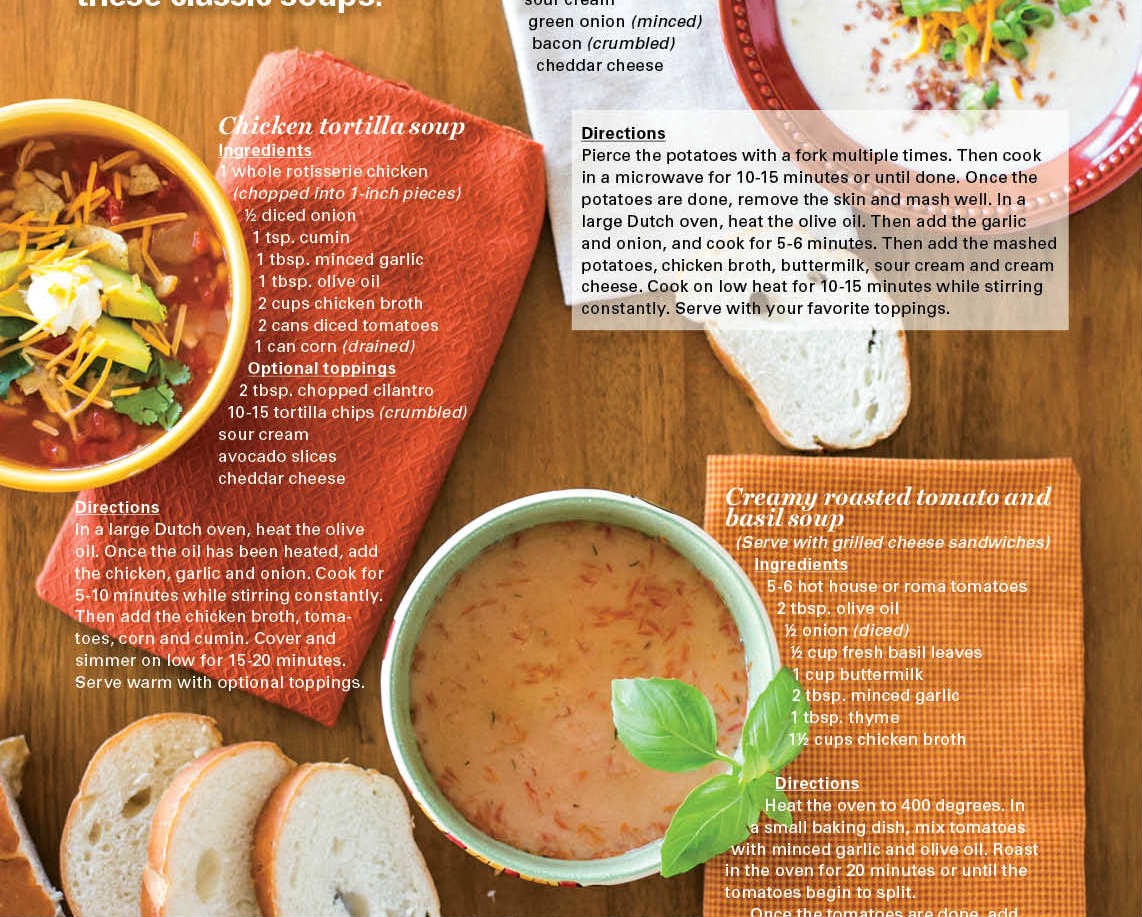 these classic soups.
sour cream
green onion (minced)
bacon (crumbled)
cheddar cheese
Directions
Pierce the potatoes with a fork multiple times. Then cook
in a microwave for 10-15 minutes or until done. Once the
potatoes are done, remove the skin and mash well. In a
large Dutch oven, heat the olive oil. Then add the garlic
and onion, and cook for 5-6 minutes. Then add the mashed
potatoes, chicken broth, buttermilk, sour cream and cream
cheese. Cook on low heat for 10-15 minutes while stirring
constantly. Serve with your favorite toppings.
Chicken tortilla soup
Ingredients
1 whole rotisserie chicken
(chopped into 1-inch pieces)
½ diced onion
1 tsp. cumin
1 tbsp. minced garlic
1 tbsp. olive oil
2 cups chicken broth
2 cans diced tomatoes
1 can corn (drained)
Optional toppings
2 tbsp. chopped cilantro
10-15 tortilla chips (crumbled)
sour cream
avocado slices
cheddar cheese
Directions
In a large Dutch oven, heat the olive
oil. Once the oil has been heated, add
the chicken, garlic and onion. Cook for
5-10 minutes while stirring constantly.
Then add the chicken broth, toma-
toes, corn and cumin. Cover and
simmer on low for 15-20 minutes.
Serve warm with optional toppings.
Creamy roasted tomato and
basil soup
(Serve with grilled cheese sandwiches)
Ingredients
5-6 hot house or roma tomatoes
2 tbsp. olive oil
½ onion (diced)
½ cup fresh basil leaves
1 cup buttermilk
2 tbsp. minced garlic
1 tbsp. thyme
1½ cups chicken broth
Directions
Heat the oven to 400 degrees. In
a small baking dish, mix tomatoes
with minced garlic and olive oil. Roast
in the oven for 20 minutes or until the
tomatoes begin to split.
Once the tomatoes are done, add